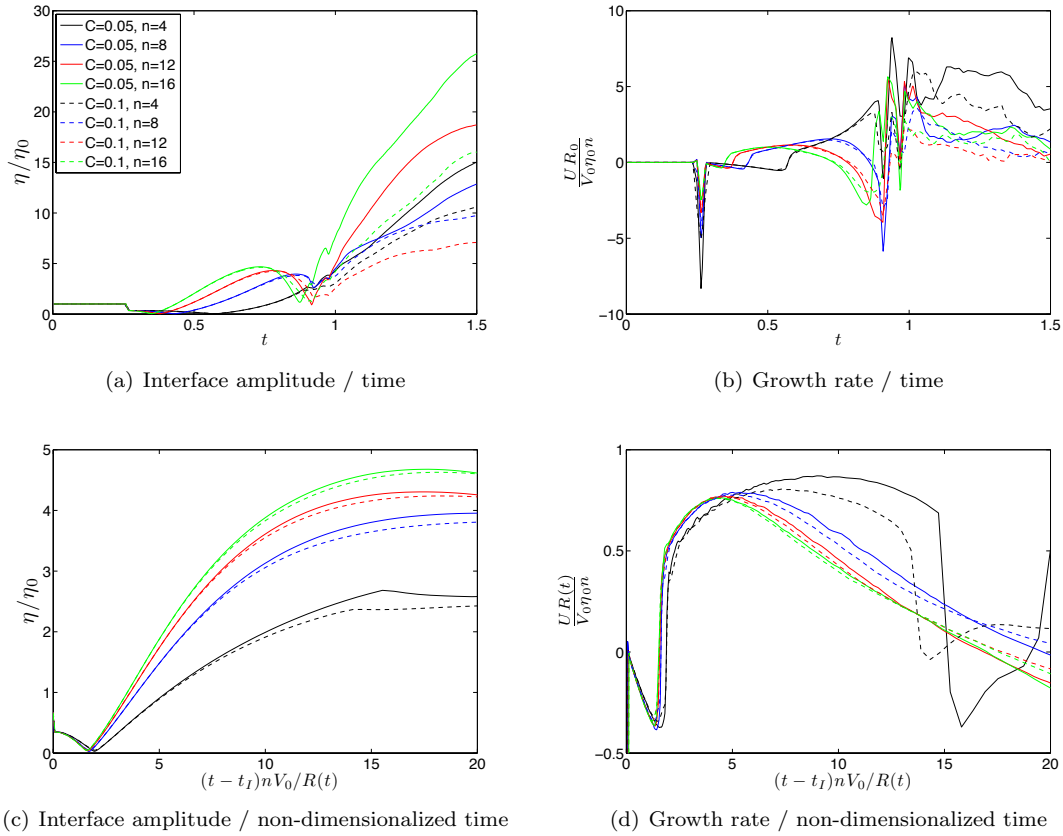 30
25
20
15
10
5
0
0
0.5
1
1.5
η/η₀
t
C=0.05, n=4
C=0.05, n=8
C=0.05, n=12
C=0.05, n=16
C=0.1, n=4
C=0.1, n=8
C=0.1, n=12
C=0.1, n=16
(a) Interface amplitude / time
10
5
0
−5
−10
0
0.5
1
1.5
UR₀
V₀η₀n
t
(b) Growth rate / time
5
4
3
2
1
0
0
5
10
15
20
η/η₀
(t − t_I)nV₀/R(t)
(c) Interface amplitude / non-dimensionalized time
1
0.5
0
−0.5
0
5
10
15
20
UR(t)
V₀η₀n
(t − t_I)nV₀/R(t)
(d) Growth rate / non-dimensionalized time